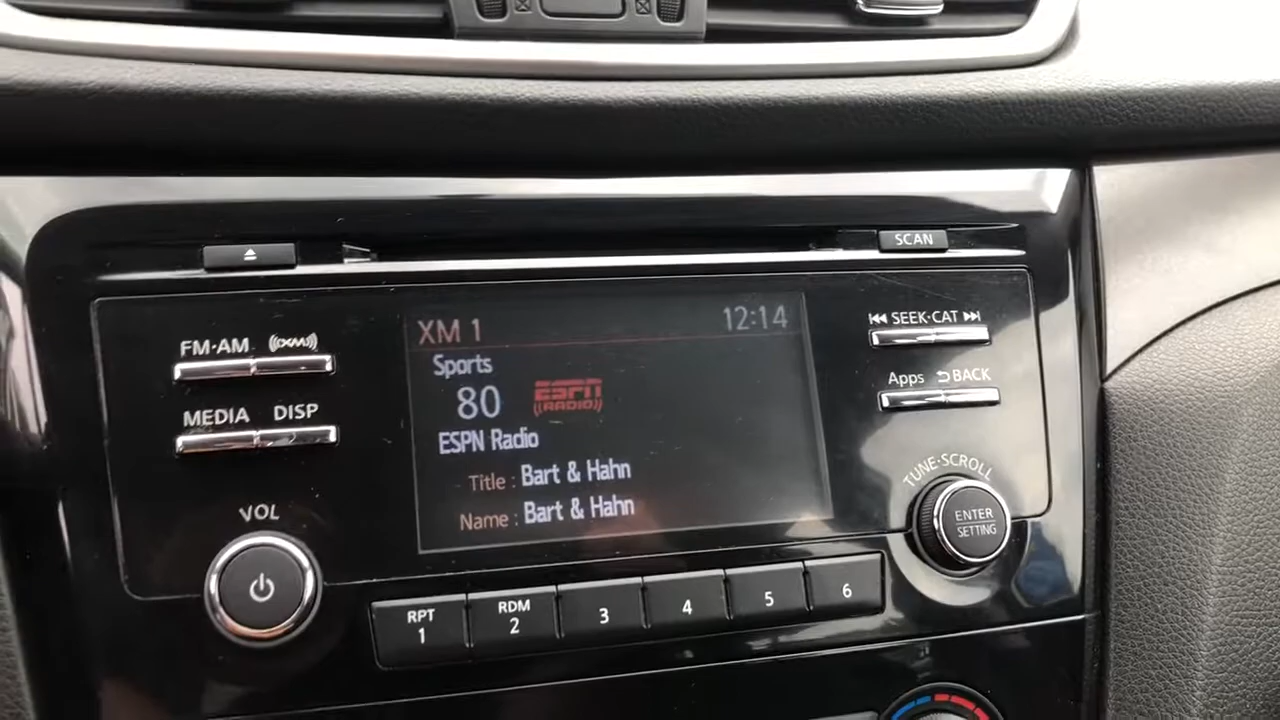 SCAN
FM·AM
((XM))
MEDIA
DISP
VOL
XM 1
12:14
Sports
80
ESPN
((RADIO))
ESPN Radio
Title : Bart & Hahn
Name : Bart & Hahn
SEEK·CAT
Apps
BACK
TUNE·SCROLL
ENTER
SETTING
RPT
1
RDM
2
3
4
5
6